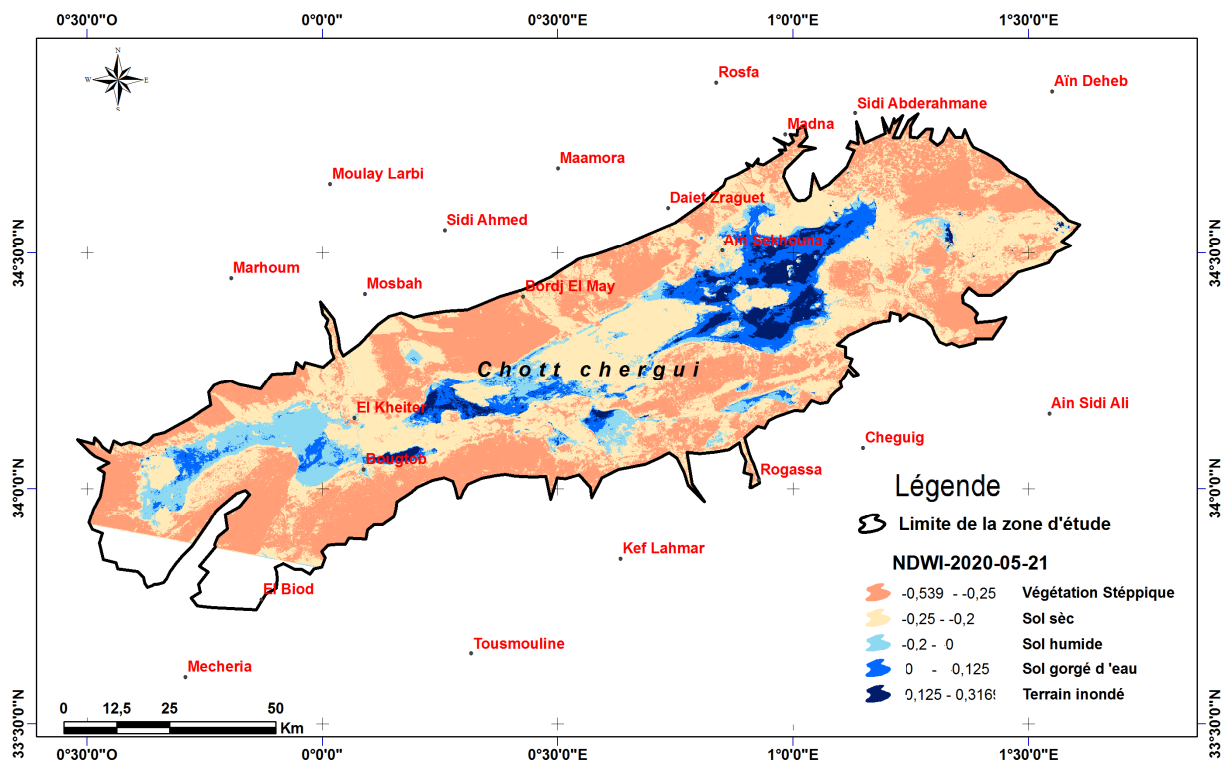 0°30'0"O 0°0'0" 0°30'0"E 1°0'0"E 1°30'0"E
N
W E
S
Rosfa
Aïn Deheb
Sidi Abderahmane
Madna
Maamora
Moulay Larbi
Daiet Zraguet
Sidi Ahmed
Ain Sekhouna
34°30'0"N 34°30'0"N
Marhoum
Mosbah
Bordj El May
Chott chergui
El Kheiter
Ain Sidi Ali
Cheguig
Bougtob
Rogassa
34°0'0"N 34°0'0"N
Légende
Limite de la zone d'étude
Kef Lahmar
NDWI-2020-05-21
El Biod
-0,539 - -0,25 Végétation Stéppique
-0,25 - -0,2 Sol sèc
Tousmouline
-0,2 - 0 Sol humide
Mecheria
0 - 0,125 Sol gorgé d 'eau
0,125 - 0,3169 Terrain inondé
0 12,5 25 50
Km
33°30'0"N 33°30'0"N
0°30'0"O 0°0'0" 0°30'0"E 1°0'0"E 1°30'0"E